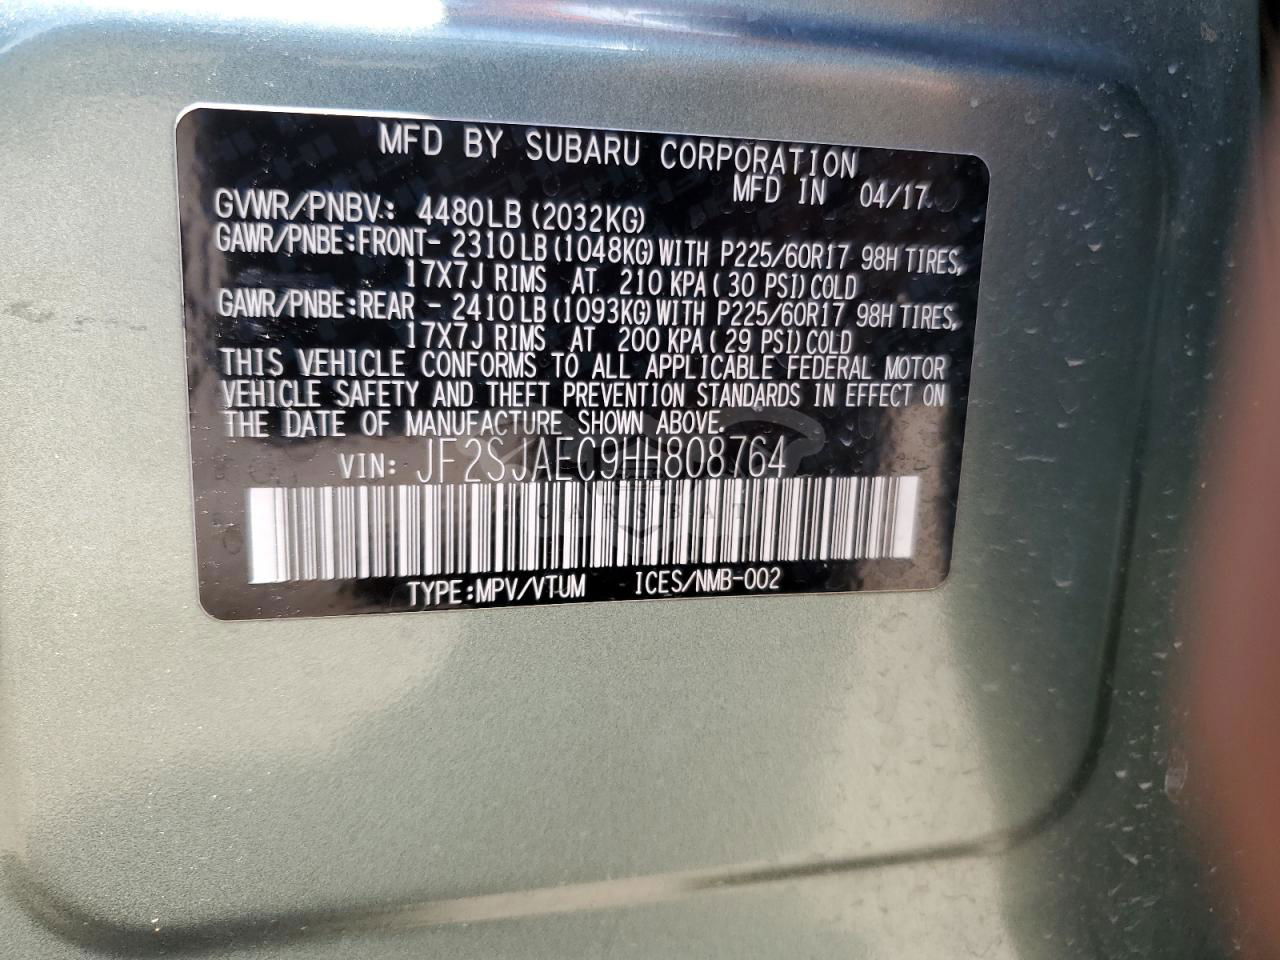 MFD BY SUBARU CORPORATION
MFD IN 04/17
GVWR/PNBV.: 4480LB (2032KG)
GAWR/PNBE:FRONT- 2310LB (1048KG) WITH P225/60R17 98H TIRES,
17X7J RIMS AT 210 KPA ( 30 PSI) COLD
GAWR/PNBE:REAR - 2410LB (1093KG) WITH P225/60R17 98H TIRES,
17X7J RIMS AT 200 KPA ( 29 PSI) COLD
THIS VEHICLE CONFORMS TO ALL APPLICABLE FEDERAL MOTOR
VEHICLE SAFETY AND THEFT PREVENTION STANDARDS IN EFFECT ON
THE DATE OF MANUFACTURE SHOWN ABOVE.
VIN: JF2SJAEC9HH808764
TYPE:MPV/VTUM ICES/NMB-002